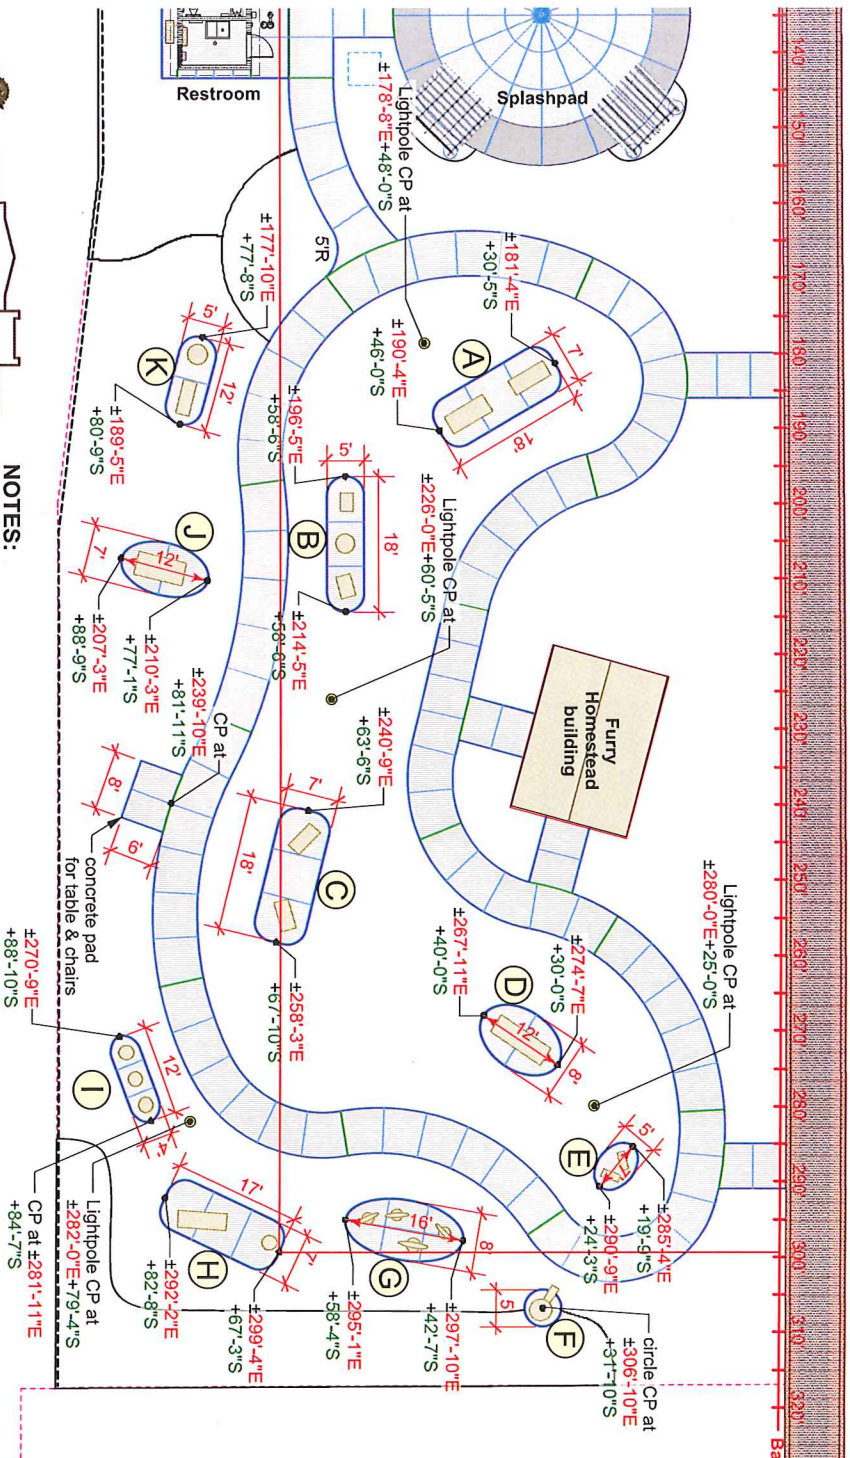 140'
150'
160'
170'
180'
190'
200'
210'
220'
230'
240'
250'
260'
270'
280'
290'
300'
310'
320'
Ba
Splashpad
Restroom
Lightpole CP at
±178'-8"E+48'-0"S
±181'-4"E
+30'-5"S
7'
18'
A
±190'-4"E
+46'-0"S
5'R
±177'-10"E
+77'-8"S
5'
12'
K
±189'-5"E
+80'-9"S
±196'-5"E
+58'-6"S
5'
18'
B
±214'-5"E
+58'-6"S
Lightpole CP at
±226'-0"E+60'-5"S
Furry
Homestead
building
J
12'
7'
±210'-3"E
+77'-1"S
±207'-3"E
+88'-9"S
CP at
±239'-10"E
+81'-11"S
8'
6'
concrete pad
for table & chairs
±240'-9"E
+63'-6"S
7'
18'
C
±258'-3"E
+67'-10"S
Lightpole CP at
±280'-0"E+25'-0"S
±274'-7"E
+30'-0"S
±267'-11"E
+40'-0"S
D
12'
8'
E
5'
7'
±285'-4"E
+19'-9"S
±290'-9"E
+24'-3"S
circle CP at
±306'-10"E
+31'-10"S
5'
F
G
16'
8'
±297'-10"E
+42'-7"S
±295'-1"E
+58'-4"S
H
17'
7'
±299'-4"E
+67'-3"S
±292'-2"E
+82'-8"S
±270'-9"E
+88'-10"S
12'
4'
I
Lightpole CP at
±282'-0"E+79'-4"S
CP at ±281'-11"E
+84'-7"S
NOTES: